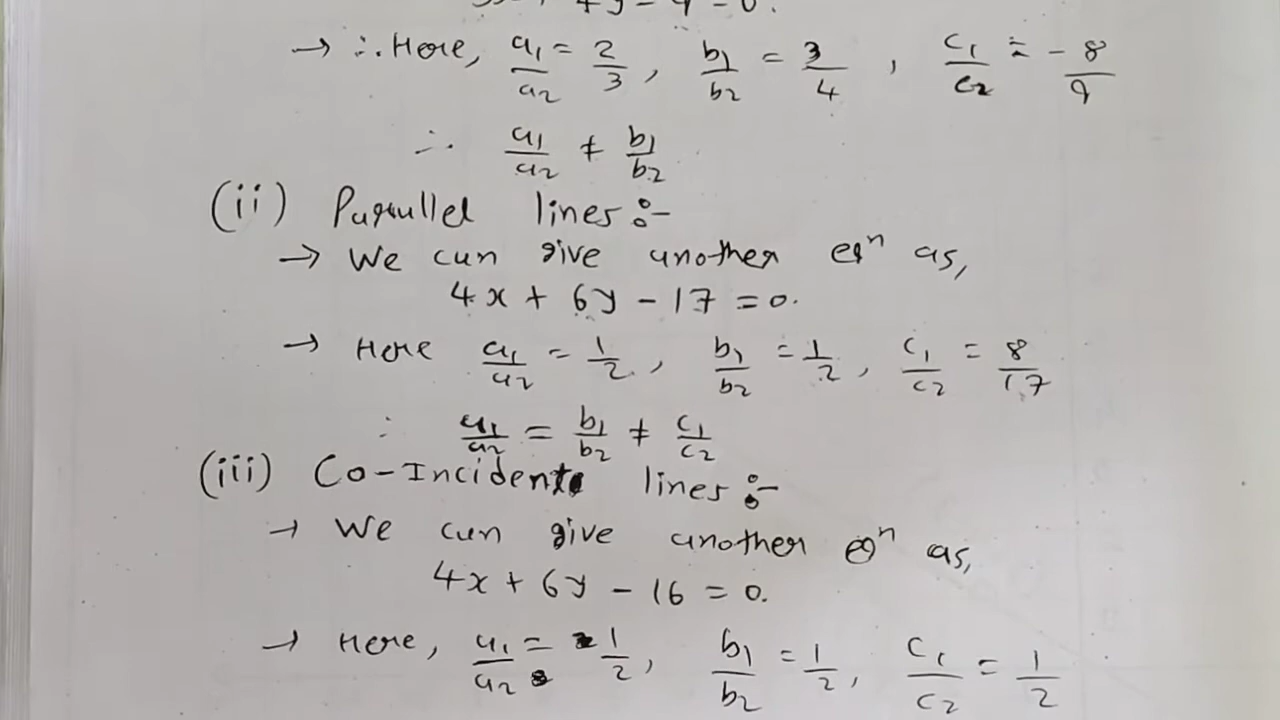 + 4y - 9 = 0.
→ ∴ Here, a₁/a₂ = 2/3, b₁/b₂ = 3/4, c₁/c₂ = -8/9
∴ a₁/a₂ ≠ b₁/b₂
(ii) Parallel lines :-
→ We can give another eqⁿ as,
4x + 6y - 17 = 0.
→ Here a₁/a₂ = 1/2, b₁/b₂ = 1/2, c₁/c₂ = 8/17
∴ a₁/a₂ = b₁/b₂ ≠ c₁/c₂
(iii) Co-Incident lines :-
→ We can give another eqⁿ as,
4x + 6y - 16 = 0.
→ Here, a₁/a₂ = 1/2, b₁/b₂ = 1/2, c₁/c₂ = 1/2